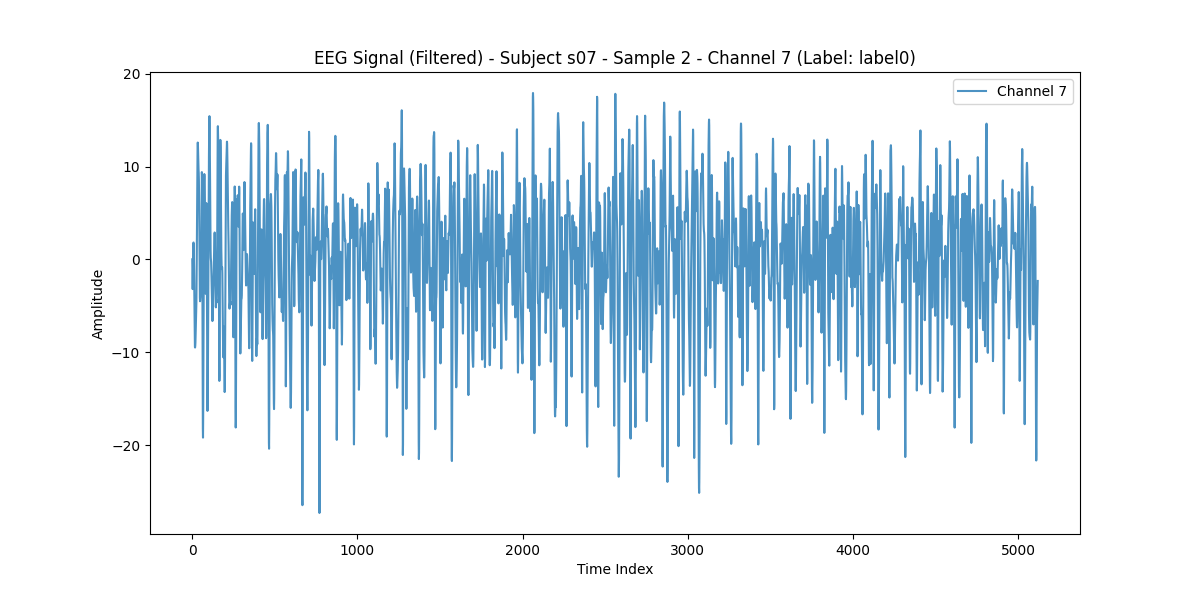 EEG Signal (Filtered) - Subject s07 - Sample 2 - Channel 7 (Label: label0)
Channel 7
20
10
0
−10
−20
Amplitude
0 1000 2000 3000 4000 5000
Time Index